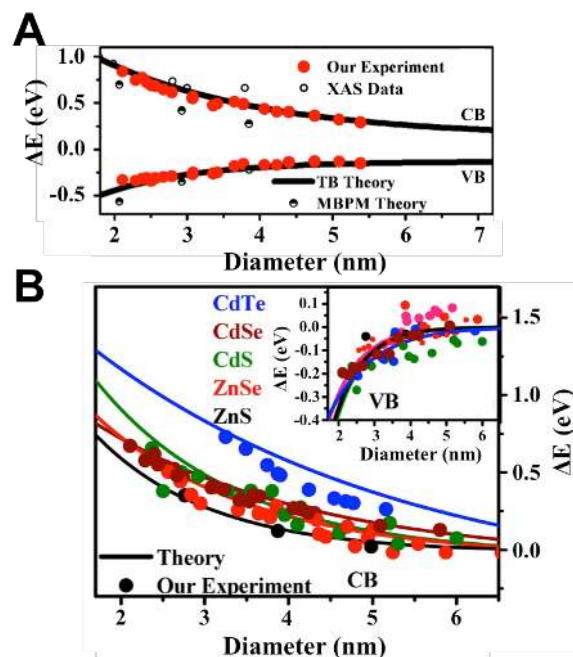 A
1.0
0.5
0.0
-0.5
ΔE (eV)
Our Experiment
XAS Data
CB
VB
TB Theory
MBPM Theory
2 3 4 5 6 7
Diameter (nm)
B
CdTe
CdSe
CdS
ZnSe
ZnS
0.1
0.0
-0.1
-0.2
-0.3
-0.4
ΔE (eV)
VB
2 3 4 5 6
Diameter (nm)
1.5
1.0
0.5
0.0
ΔE (eV)
Theory
Our Experiment
CB
2 3 4 5 6
Diameter (nm)